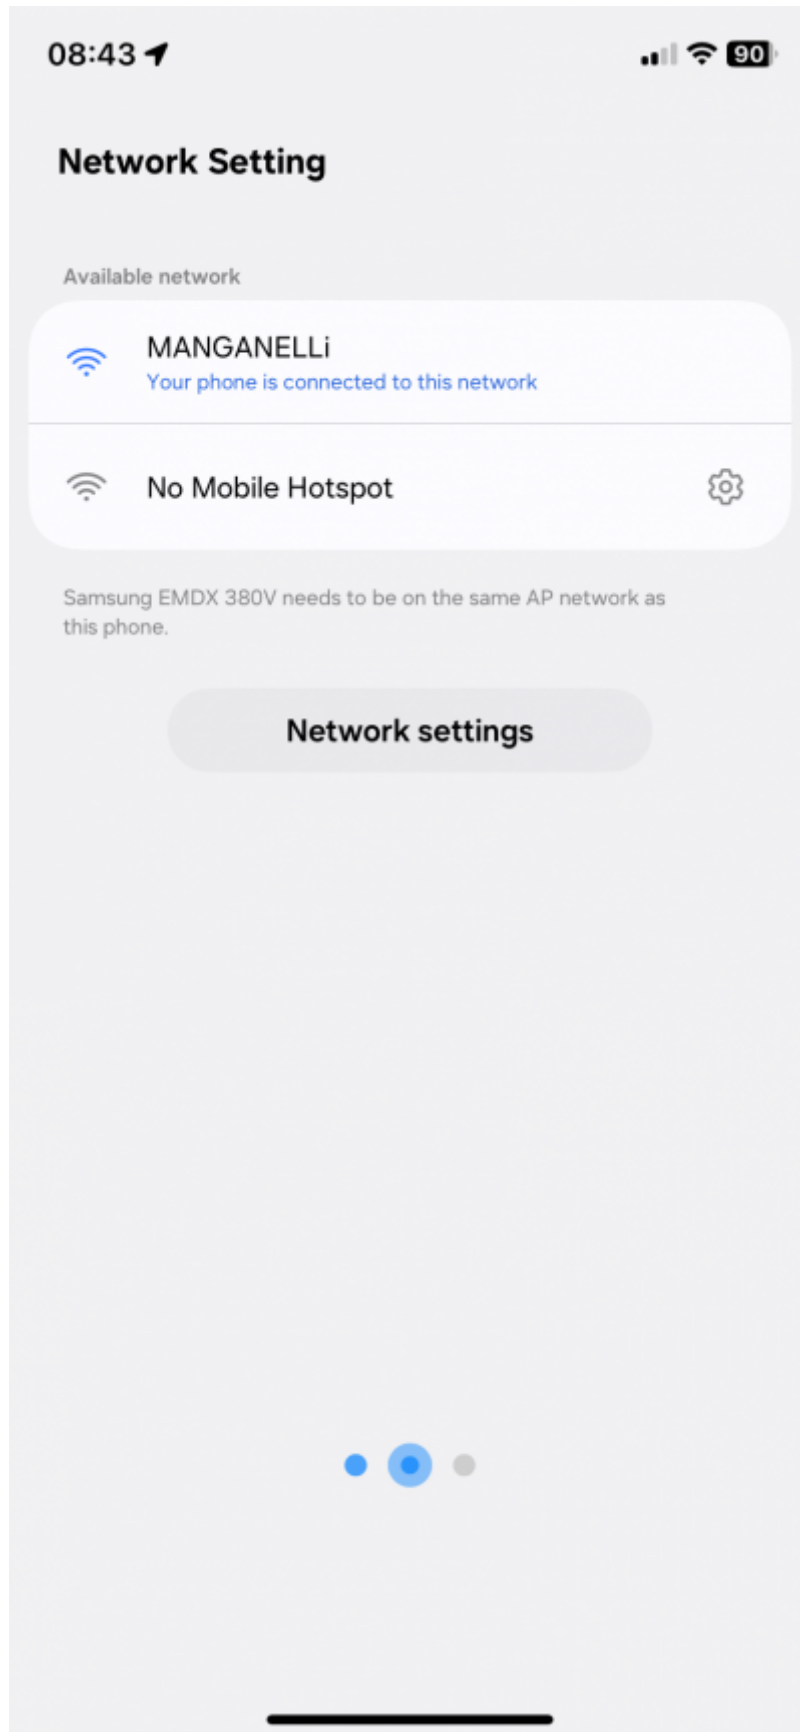 08:43
90
Network Setting
Available network
MANGANELLi
Your phone is connected to this network
No Mobile Hotspot
Samsung EMDX 380V needs to be on the same AP network as
this phone.
Network settings